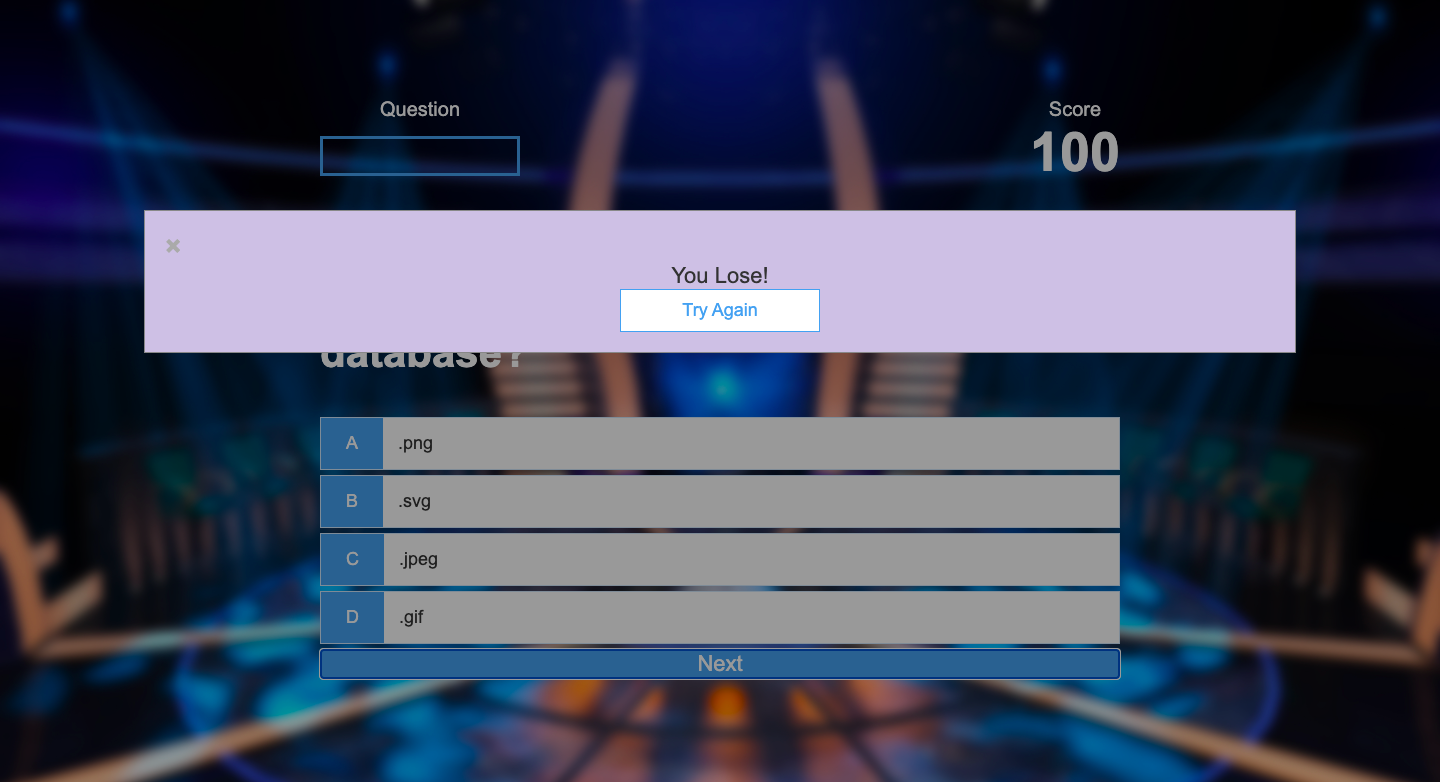 Question
Score
100
✖
You Lose!
Try Again
database?
A .png
B .svg
C .jpeg
D .gif
Next